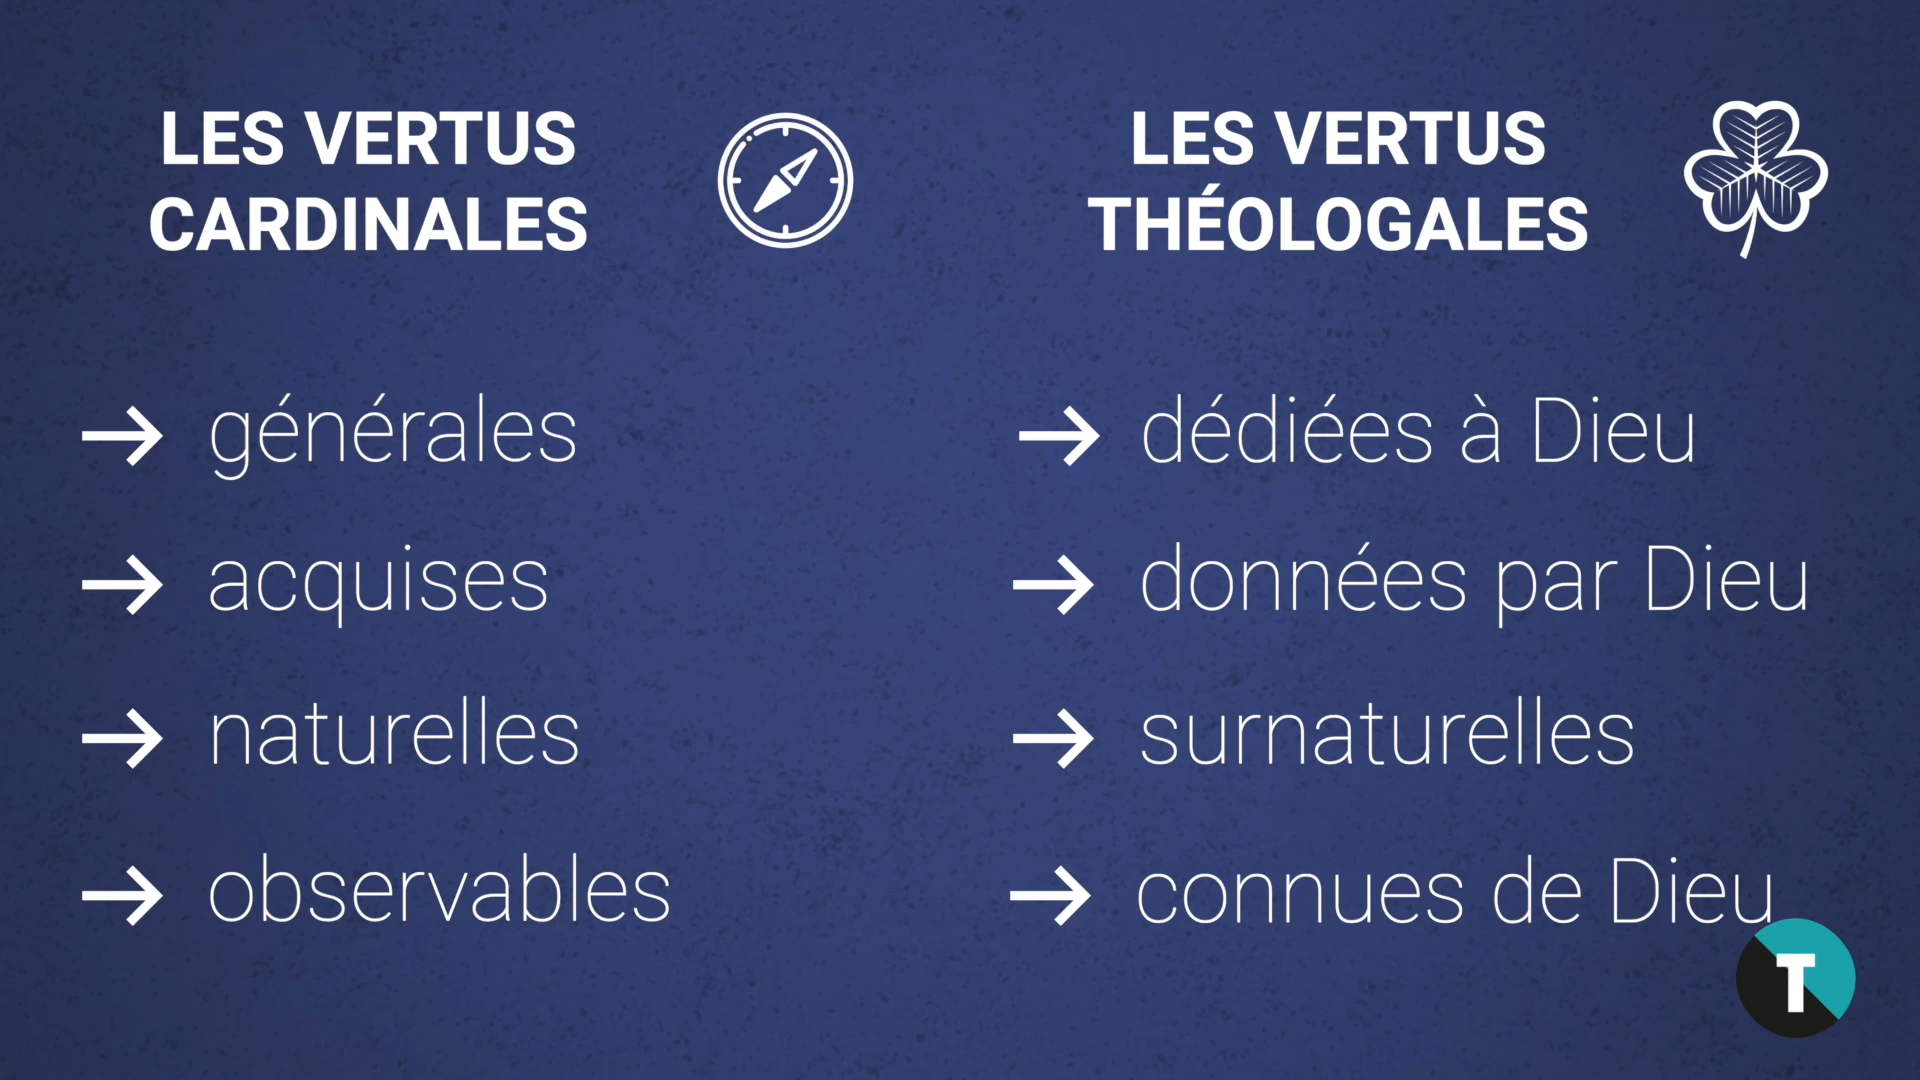 LES VERTUS
CARDINALES
générales
acquises
naturelles
observables
LES VERTUS
THÉOLOGALES
dédiées à Dieu
données par Dieu
surnaturelles
connues de Dieu
T